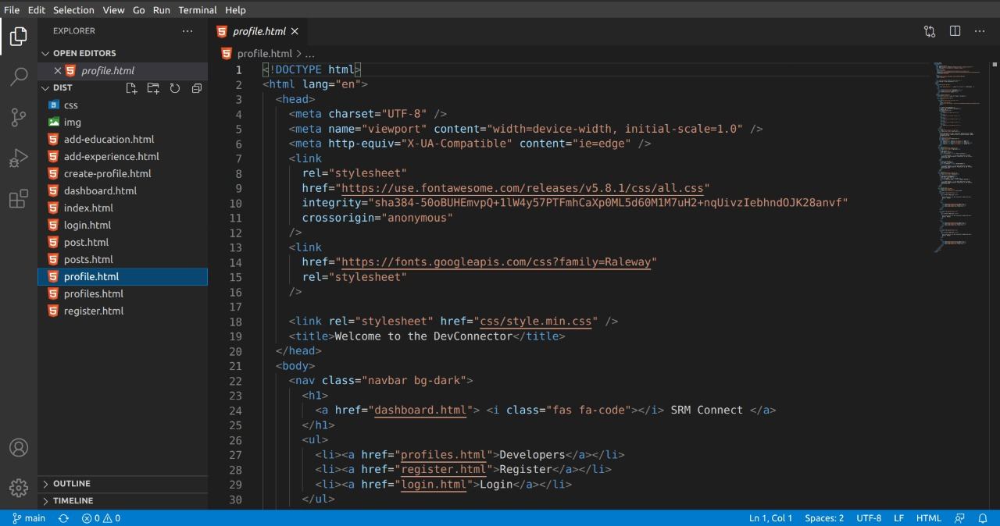 File Edit Selection View Go Run Terminal Help
EXPLORER
OPEN EDITORS
profile.html
DIST
css
img
add-education.html
add-experience.html
create-profile.html
dashboard.html
index.html
login.html
post.html
posts.html
profile.html
profiles.html
register.html
OUTLINE
TIMELINE
profile.html
profile.html > ...
1 <!DOCTYPE html>
2 <html lang="en">
3 <head>
4 <meta charset="UTF-8" />
5 <meta name="viewport" content="width=device-width, initial-scale=1.0" />
6 <meta http-equiv="X-UA-Compatible" content="ie=edge" />
7 <link
8 rel="stylesheet"
9 href="https://use.fontawesome.com/releases/v5.8.1/css/all.css"
10 integrity="sha384-50oBUHEmvpQ+1lW4y57PTFmhCaXp0ML5d60M1M7uH2+nqUivzIebhndOJK28anvf"
11 crossorigin="anonymous"
12 />
13 <link
14 href="https://fonts.googleapis.com/css?family=Raleway"
15 rel="stylesheet"
16 />
17
18 <link rel="stylesheet" href="css/style.min.css" />
19 <title>Welcome to the DevConnector</title>
20 </head>
21 <body>
22 <nav class="navbar bg-dark">
23 <h1>
24 <a href="dashboard.html"> <i class="fas fa-code"></i> SRM Connect </a>
25 </h1>
26 <ul>
27 <li><a href="profiles.html">Developers</a></li>
28 <li><a href="register.html">Register</a></li>
29 <li><a href="login.html">Login</a></li>
30 </ul>
main 0 0 Ln 1, Col 1 Spaces: 2 UTF-8 LF HTML